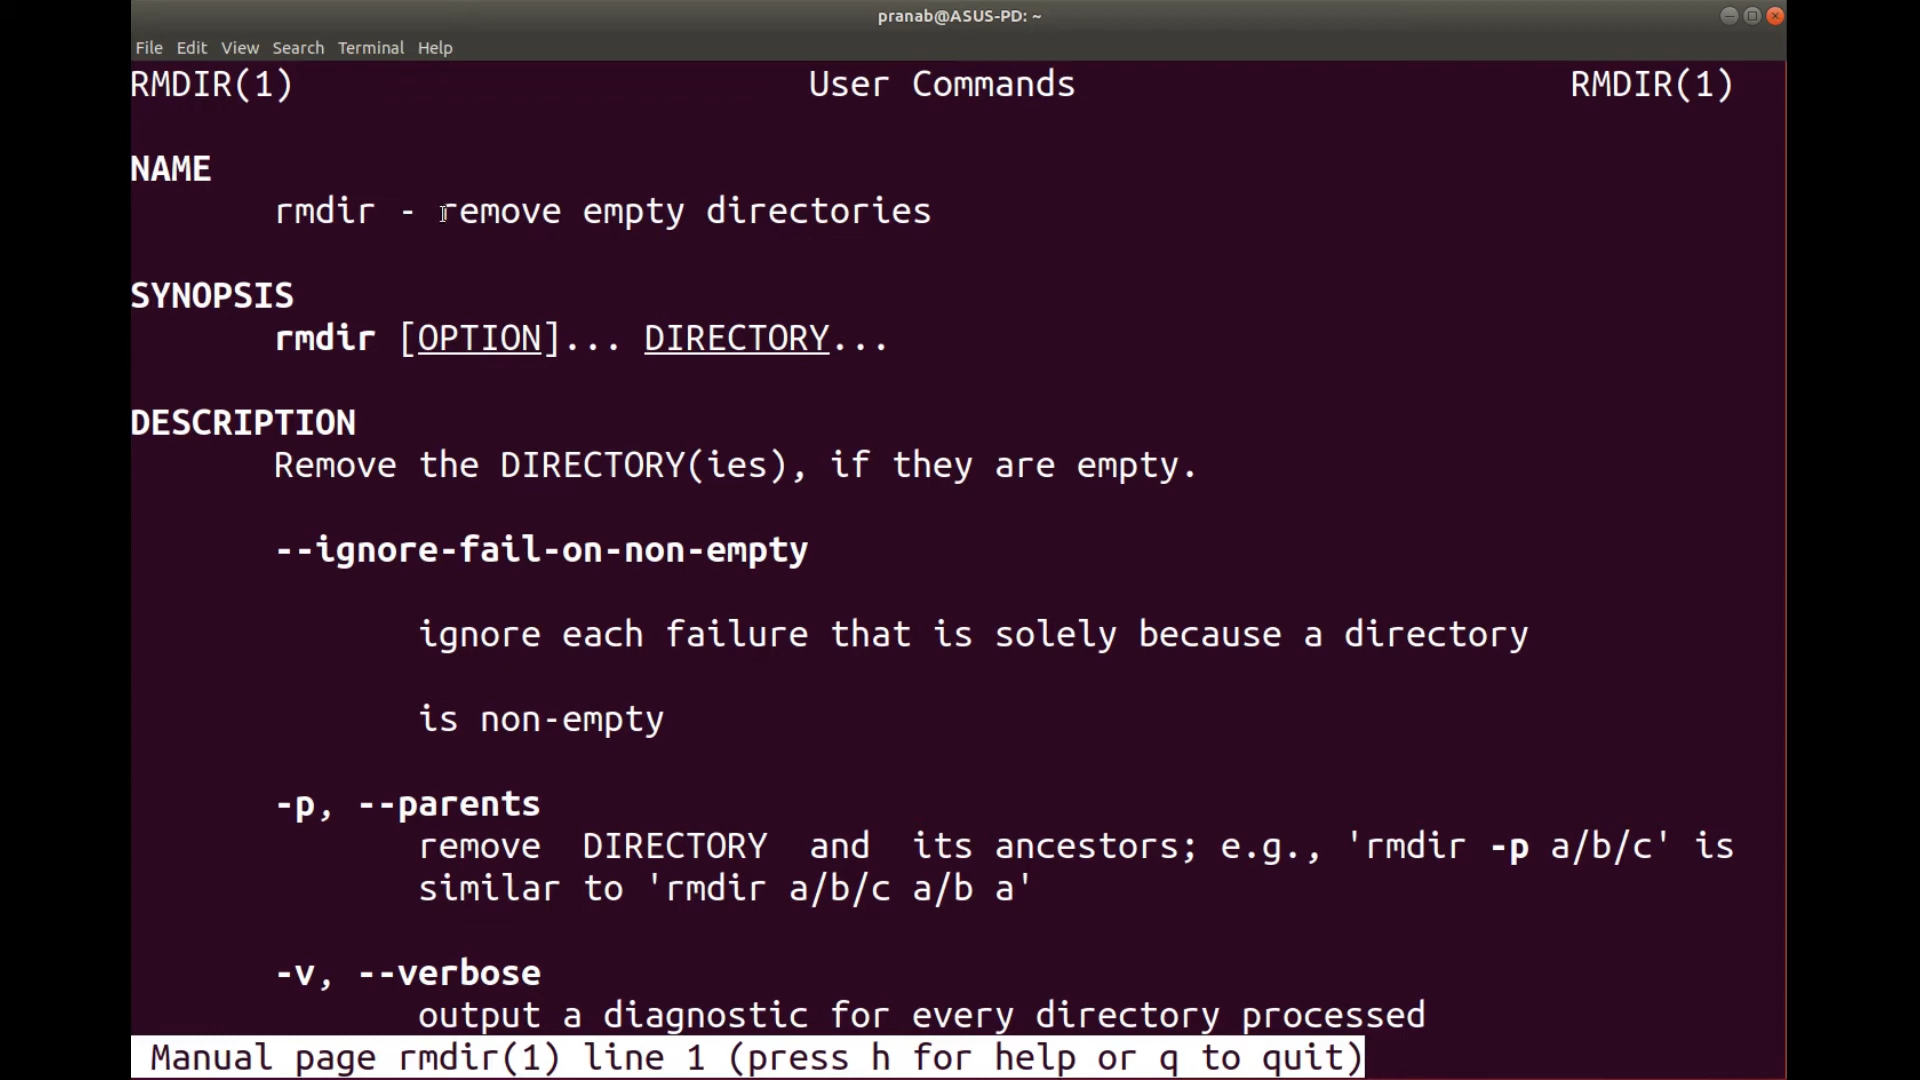 pranab@ASUS-PD: ~
File Edit View Search Terminal Help
RMDIR(1) User Commands RMDIR(1)
NAME
rmdir - remove empty directories
SYNOPSIS
rmdir [OPTION]... DIRECTORY...
DESCRIPTION
Remove the DIRECTORY(ies), if they are empty.
--ignore-fail-on-non-empty
ignore each failure that is solely because a directory
is non-empty
-p, --parents
remove DIRECTORY and its ancestors; e.g., 'rmdir -p a/b/c' is
similar to 'rmdir a/b/c a/b a'
-v, --verbose
output a diagnostic for every directory processed
Manual page rmdir(1) line 1 (press h for help or q to quit)